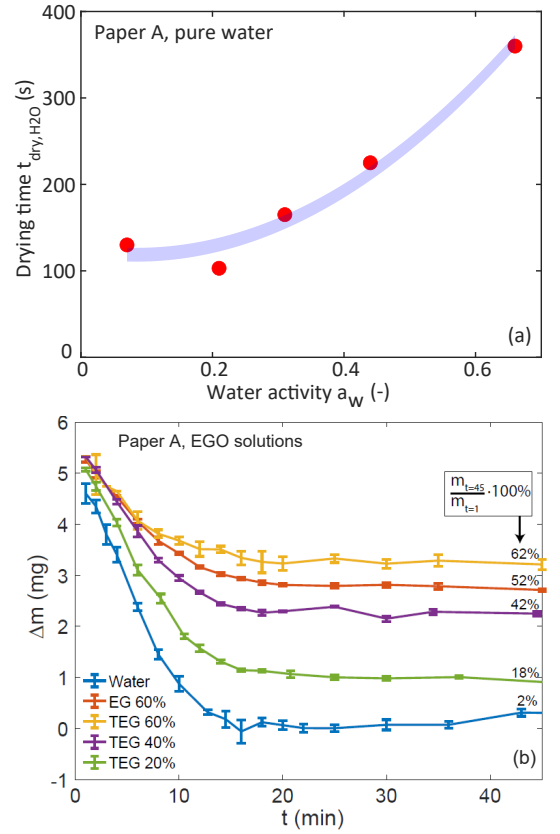 400
Paper A, pure water
300
200
100
0
Drying time t_dry,H2O (s)
0
0.2
0.4
0.6
(a)
Water activity a_w (-)
6
Paper A, EGO solutions
5
4
3
2
1
0
-1
Δm (mg)
m_t=45
m_t=1
·100%
62%
52%
42%
18%
2%
Water
EG 60%
TEG 60%
TEG 40%
TEG 20%
(b)
0
10
20
30
40
t (min)